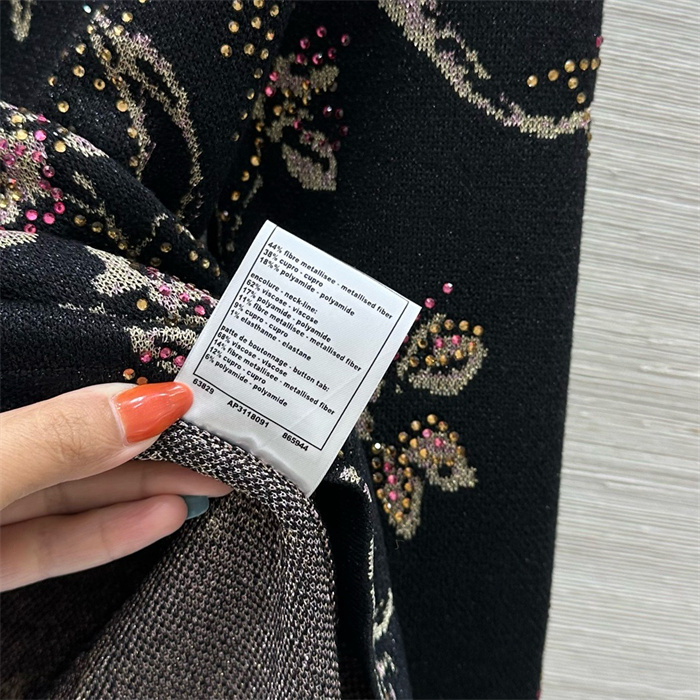 44% fibre metallisee - metallised fiber
38% cupro - cupro
18%% polyamide - polyamide
encolure - neck-line:
62% viscose - viscose
17% polyamide - polyamide
11% fibre metallisee - metallised fiber
9% cupro - cupro
1% elasthanne - elastane
patte de boutonnage - button tab:
14% viscose - viscose
14% fibre metallisee - metallised fiber
12% cupro - cupro
6% polyamide - polyamide
63829 AP3118091 865944